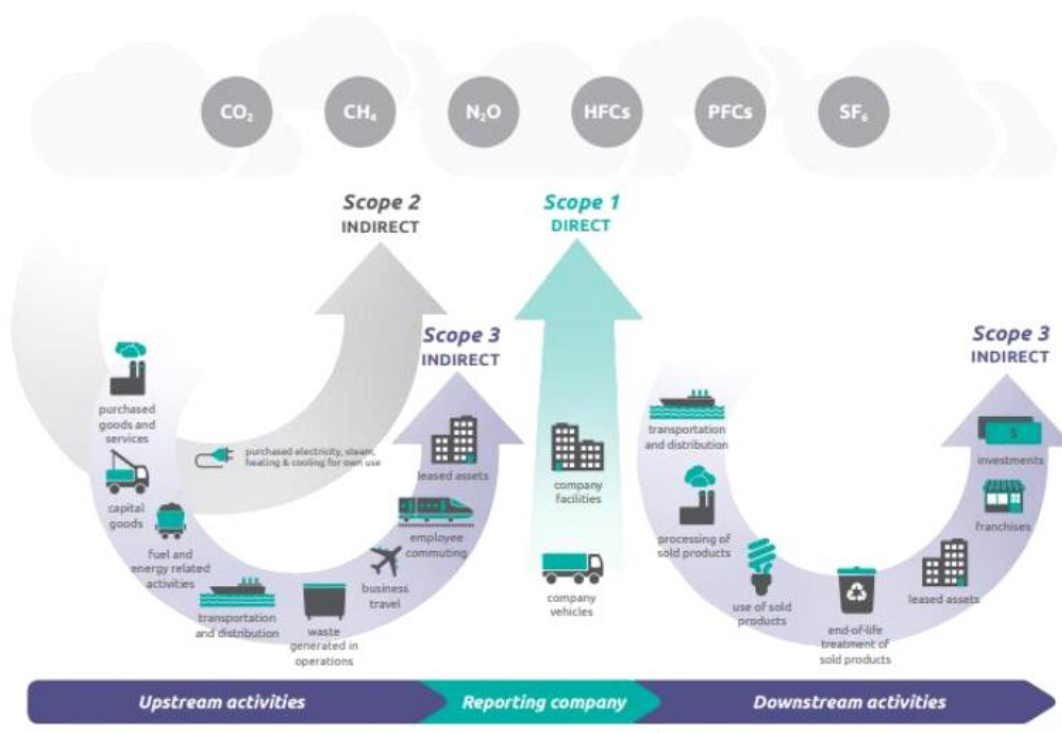 CO₂
CH₄
N₂O
HFCs
PFCs
SF₆
Scope 2
INDIRECT
Scope 1
DIRECT
Scope 3
INDIRECT
Scope 3
INDIRECT
purchased
goods and
services
capital
goods
fuel and
energy related
activities
purchased electricity, steam,
heating & cooling for own use
transportation
and distribution
waste
generated in
operations
business
travel
employee
commuting
leased assets
company
facilities
company
vehicles
transportation
and distribution
processing of
sold products
use of sold
products
end-of-life
treatment of
sold products
leased assets
franchises
$
investments
Upstream activities
Reporting company
Downstream activities